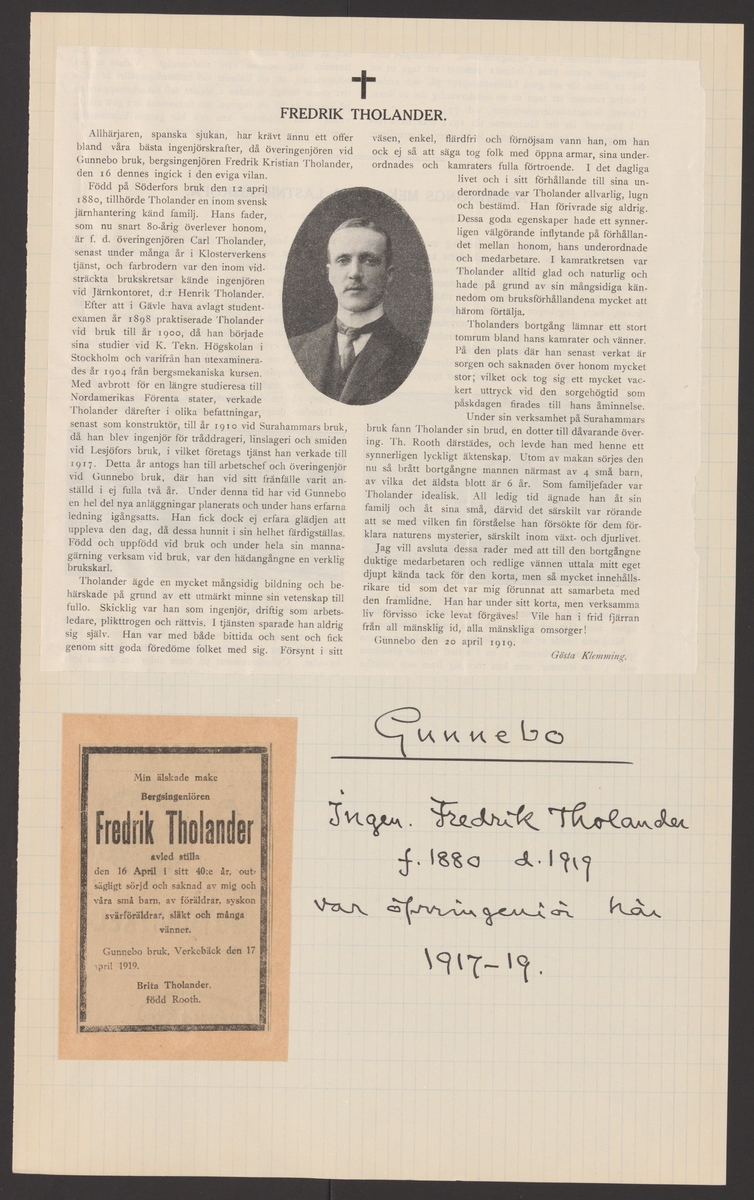 FREDRIK THOLANDER.
Allhärjaren, spanska sjukan, har krävt ännu ett offer
bland våra bästa ingenjörskrafter, då överingenjören vid
Gunnebo bruk, bergsingenjören Fredrik Kristian Tholander,
den 16 dennes ingick i den eviga vilan.
Född på Söderfors bruk den 12 april
1880, tillhörde Tholander en inom svensk
järnhantering känd familj. Hans fader,
som nu snart 80-årig överlever honom,
är f. d. överingenjören Carl Tholander,
senast under många år i Klosterverkens
tjänst, och farbrodern var den inom vid-
sträckta brukskretsar kände ingenjören
vid Järnkontoret, d:r Henrik Tholander.
Efter att i Gävle hava avlagt student-
examen år 1898 praktiserade Tholander
vid bruk till år 1900, då han började
sina studier vid K. Tekn. Högskolan i
Stockholm och varifrån han utexaminera-
des år 1904 från bergsmekaniska kursen.
Med avbrott för en längre studieresa till
Nordamerikas Förenta stater, verkade
Tholander därefter i olika befattningar,
senast som konstruktör, till år 1910 vid Surahammars bruk,
då han blev ingenjör för tråddrageri, linslageri och smiden
vid Lesjöfors bruk, i vilket företags tjänst han verkade till
1917. Detta år antogs han till arbetschef och överingenjör
vid Gunnebo bruk, där han vid sitt frånfälle varit an-
ställd i ej fulla två år. Under denna tid har vid Gunnebo
en hel del nya anläggningar planerats och under hans erfarna
ledning igångsatts. Han fick dock ej erfara glädjen att
uppleva den dag, då dessa hunnit i sin helhet färdigställas.
Född och uppfödd vid bruk och under hela sin manna-
gärning verksam vid bruk, var den hädangångne en verklig
brukskarl.
Tholander ägde en mycket mångsidig bildning och be-
härskade på grund av ett utmärkt minne sin vetenskap till
fullo. Skicklig var han som ingenjör, driftig som arbets-
ledare, plikttrogen och rättvis. I tjänsten sparade han aldrig
sig själv. Han var med både bittida och sent och fick
genom sitt goda föredöme folket med sig. Försynt i sitt
väsen, enkel, flärdfri och förnöjsam vann han, om han
ock ej så att säga tog folk med öppna armar, sina under-
ordnades och kamraters fulla förtroende. I det dagliga
livet och i sitt förhållande till sina un-
derordnade var Tholander allvarlig, lugn
och bestämd. Han förivrade sig aldrig.
Dessa goda egenskaper hade ett synner-
ligen välgörande inflytande på förhållan-
det mellan honom, hans underordnade
och medarbetare. I kamratkretsen var
Tholander alltid glad och naturlig och
hade på grund av sin mångsidiga kän-
nedom om bruksförhållandena mycket att
härom förtälja.
Tholanders bortgång lämnar ett stort
tomrum bland hans kamrater och vänner.
På den plats där han senast verkat är
sorgen och saknaden över honom mycket
stor; vilket ock tog sig ett mycket vac-
kert uttryck vid den sorgehögtid som
påskdagen firades till hans åminnelse.
Under sin verksamhet på Surahammars
bruk fann Tholander sin brud, en dotter till dåvarande över-
ing. Th. Rooth därstädes, och levde han med henne ett
synnerligen lyckligt äktenskap. Utom av makan sörjes den
nu så brått bortgångne mannen närmast av 4 små barn,
av vilka det äldsta blott är 6 år. Som familjefader var
Tholander idealisk. All ledig tid ägnade han åt sin
familj och åt sina små, därvid det särskilt var rörande
att se med vilken fin förståelse han försökte för dem för-
klara naturens mysterier, särskilt inom växt- och djurlivet.
Jag vill avsluta dessa rader med att till den bortgångne
duktige medarbetaren och redlige vännen uttala mitt eget
djupt kända tack för den korta, men så mycket innehålls-
rikare tid som det var mig förunnat att samarbeta med
den framlidne. Han har under sitt korta, men verksamma
liv förvisso icke levat förgäves! Vile han i frid fjärran
från all mänsklig id, alla mänskliga omsorger!
Gunnebo den 20 april 1919.
Gösta Klemming.
Min älskade make
Bergsingeniören
Fredrik Tholander
avled stilla
den 16 April i sitt 40:e år, out-
sägligt sörjd och saknad av mig och
våra små barn, av föräldrar, syskon
svärföräldrar, släkt och många
vänner.
Gunnebo bruk, Verkebäck den 17
april 1919.
Brita Tholander,
född Rooth.
Gunnebo
Ingen. Fredrik Tholander
f. 1880 d. 1919
var öfveringeniör här
1917-19.